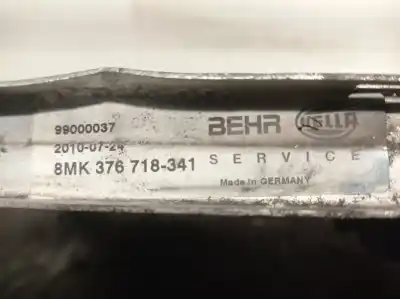 99000037
BEHR HELLA
2010-07-24
SERVICE
8MK 376 718-341
Made in GERMANY